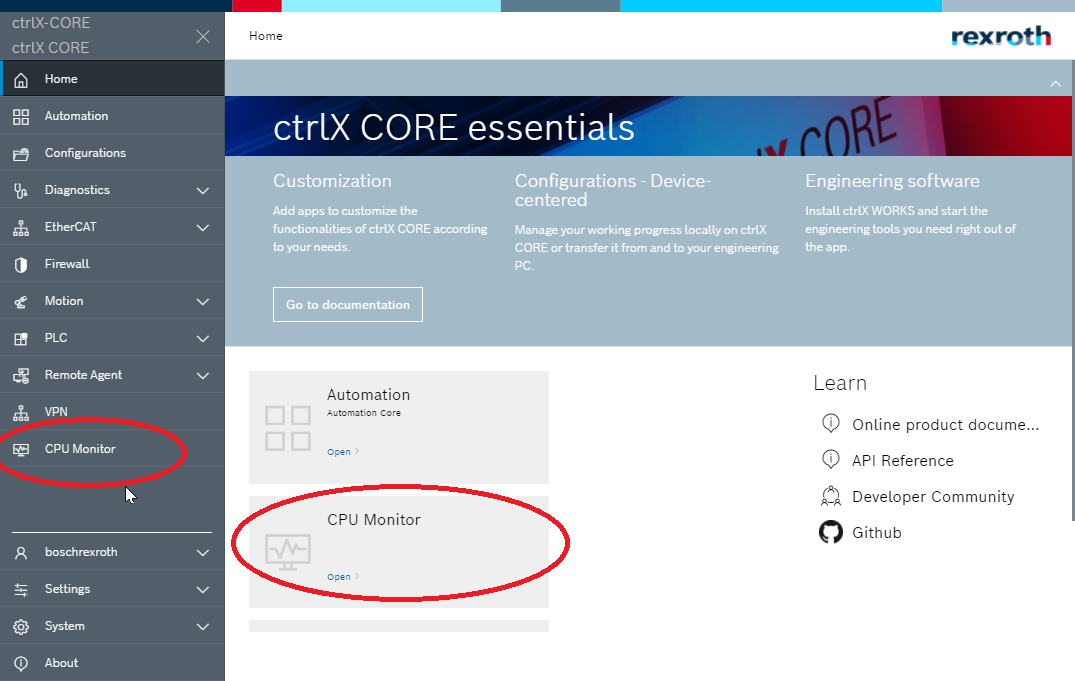 ctrlX-CORE
ctrlX CORE
Home
Automation
Configurations
Diagnostics
EtherCAT
Firewall
Motion
PLC
Remote Agent
VPN
CPU Monitor
boschrexroth
Settings
System
About
Home
rexroth
ctrlX CORE essentials
CORE
Customization
Add apps to customize the
functionalities of ctrlX CORE according
to your needs.
Go to documentation
Configurations - Device-
centered
Manage your working progress locally on ctrlX
CORE or transfer it from and to your engineering
PC.
Engineering software
Install ctrlX WORKS and start the
engineering tools you need right out of
the app.
Automation
Automation Core
Open
CPU Monitor
Open
Learn
Online product docume...
API Reference
Developer Community
Github